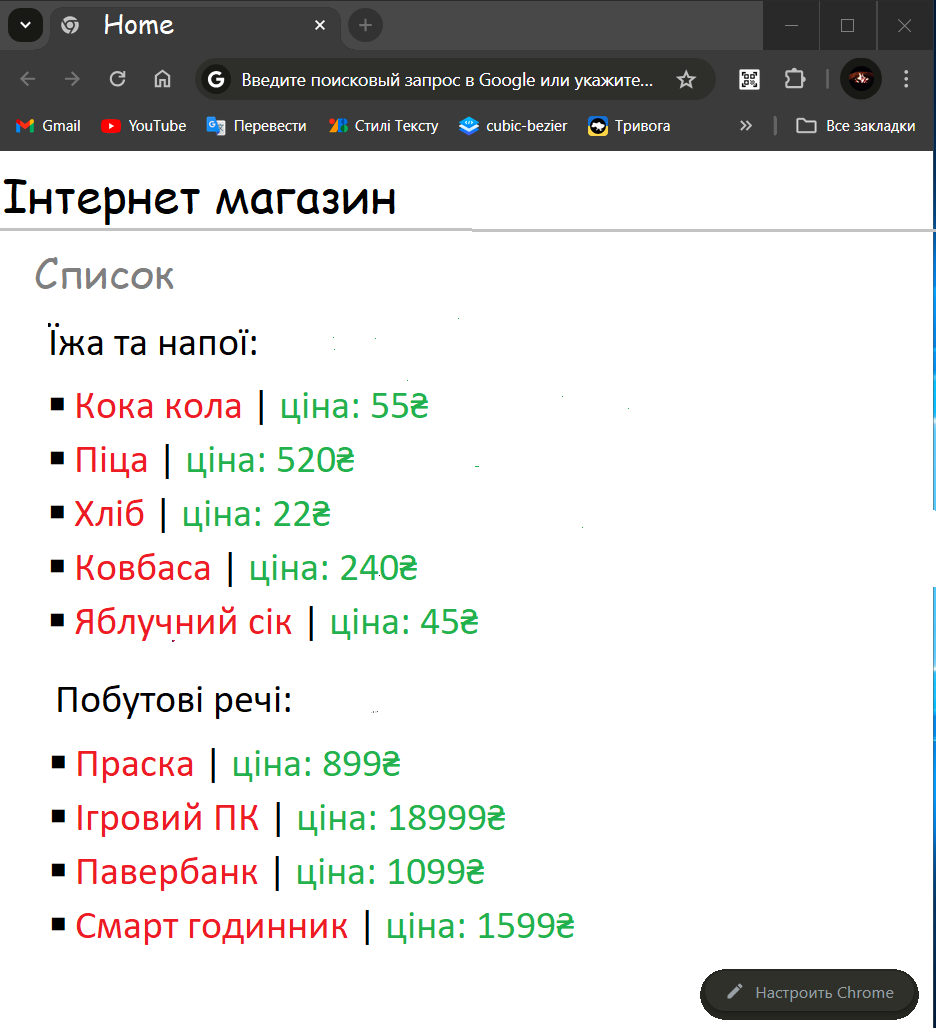 Home
Введите поисковый запрос в Google или укажите...
Gmail YouTube Перевести Стилі Тексту cubic-bezier Тривога » Все закладки
Інтернет магазин
Список
Їжа та напої:
▪ Кока кола | ціна: 55₴
▪ Піца | ціна: 520₴
▪ Хліб | ціна: 22₴
▪ Ковбаса | ціна: 240₴
▪ Яблучний сік | ціна: 45₴
Побутові речі:
▪ Праска | ціна: 899₴
▪ Ігровий ПК | ціна: 18999₴
▪ Павербанк | ціна: 1099₴
▪ Смарт годинник | ціна: 1599₴
Настроить Chrome